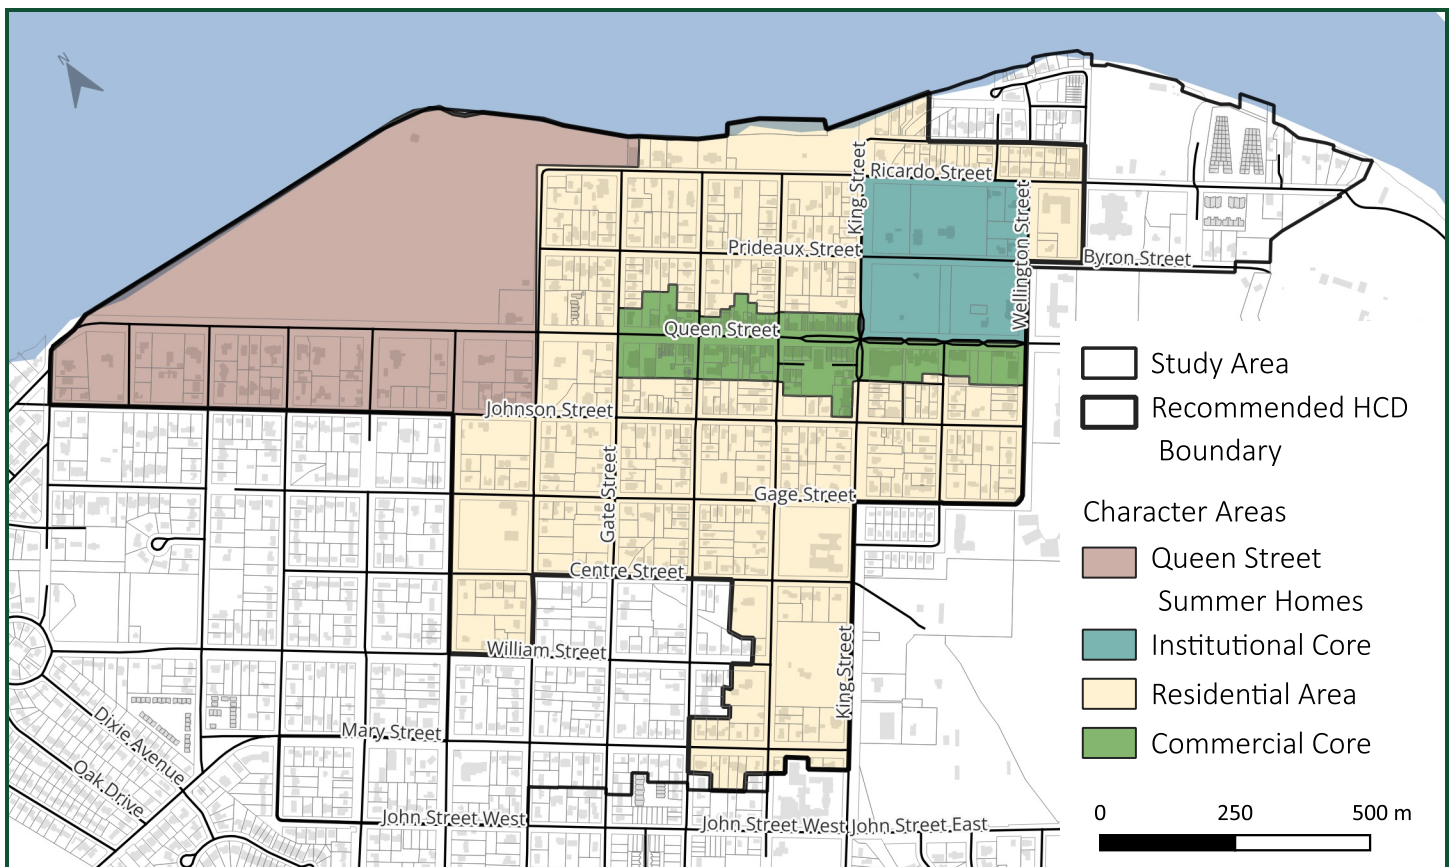 N
King Street
Ricardo Street
Wellington Street
Prideaux Street
Byron Street
Queen Street
Johnson Street
Gate Street
Gage Street
Centre Street
William Street
King Street
Dixie Avenue
Mary Street
Oak Drive
John Street West
John Street West
John Street East
Study Area
Recommended HCD
Boundary
Character Areas
Queen Street
Summer Homes
Institutional Core
Residential Area
Commercial Core
0 250 500 m